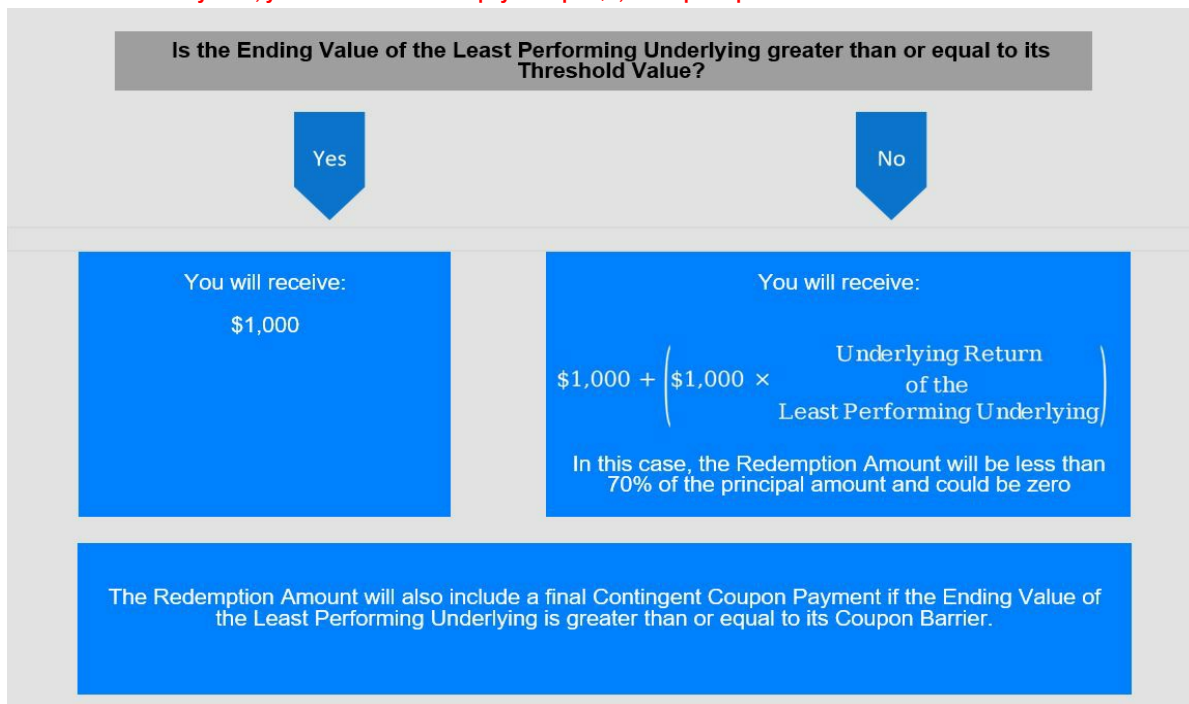 Is the Ending Value of the Least Performing Underlying greater than or equal to its
Threshold Value?
Yes
No
You will receive:
$1,000
You will receive:
$1,000 + ($1,000 × Underlying Return
of the
Least Performing Underlying)
In this case, the Redemption Amount will be less than
70% of the principal amount and could be zero
The Redemption Amount will also include a final Contingent Coupon Payment if the Ending Value of
the Least Performing Underlying is greater than or equal to its Coupon Barrier.